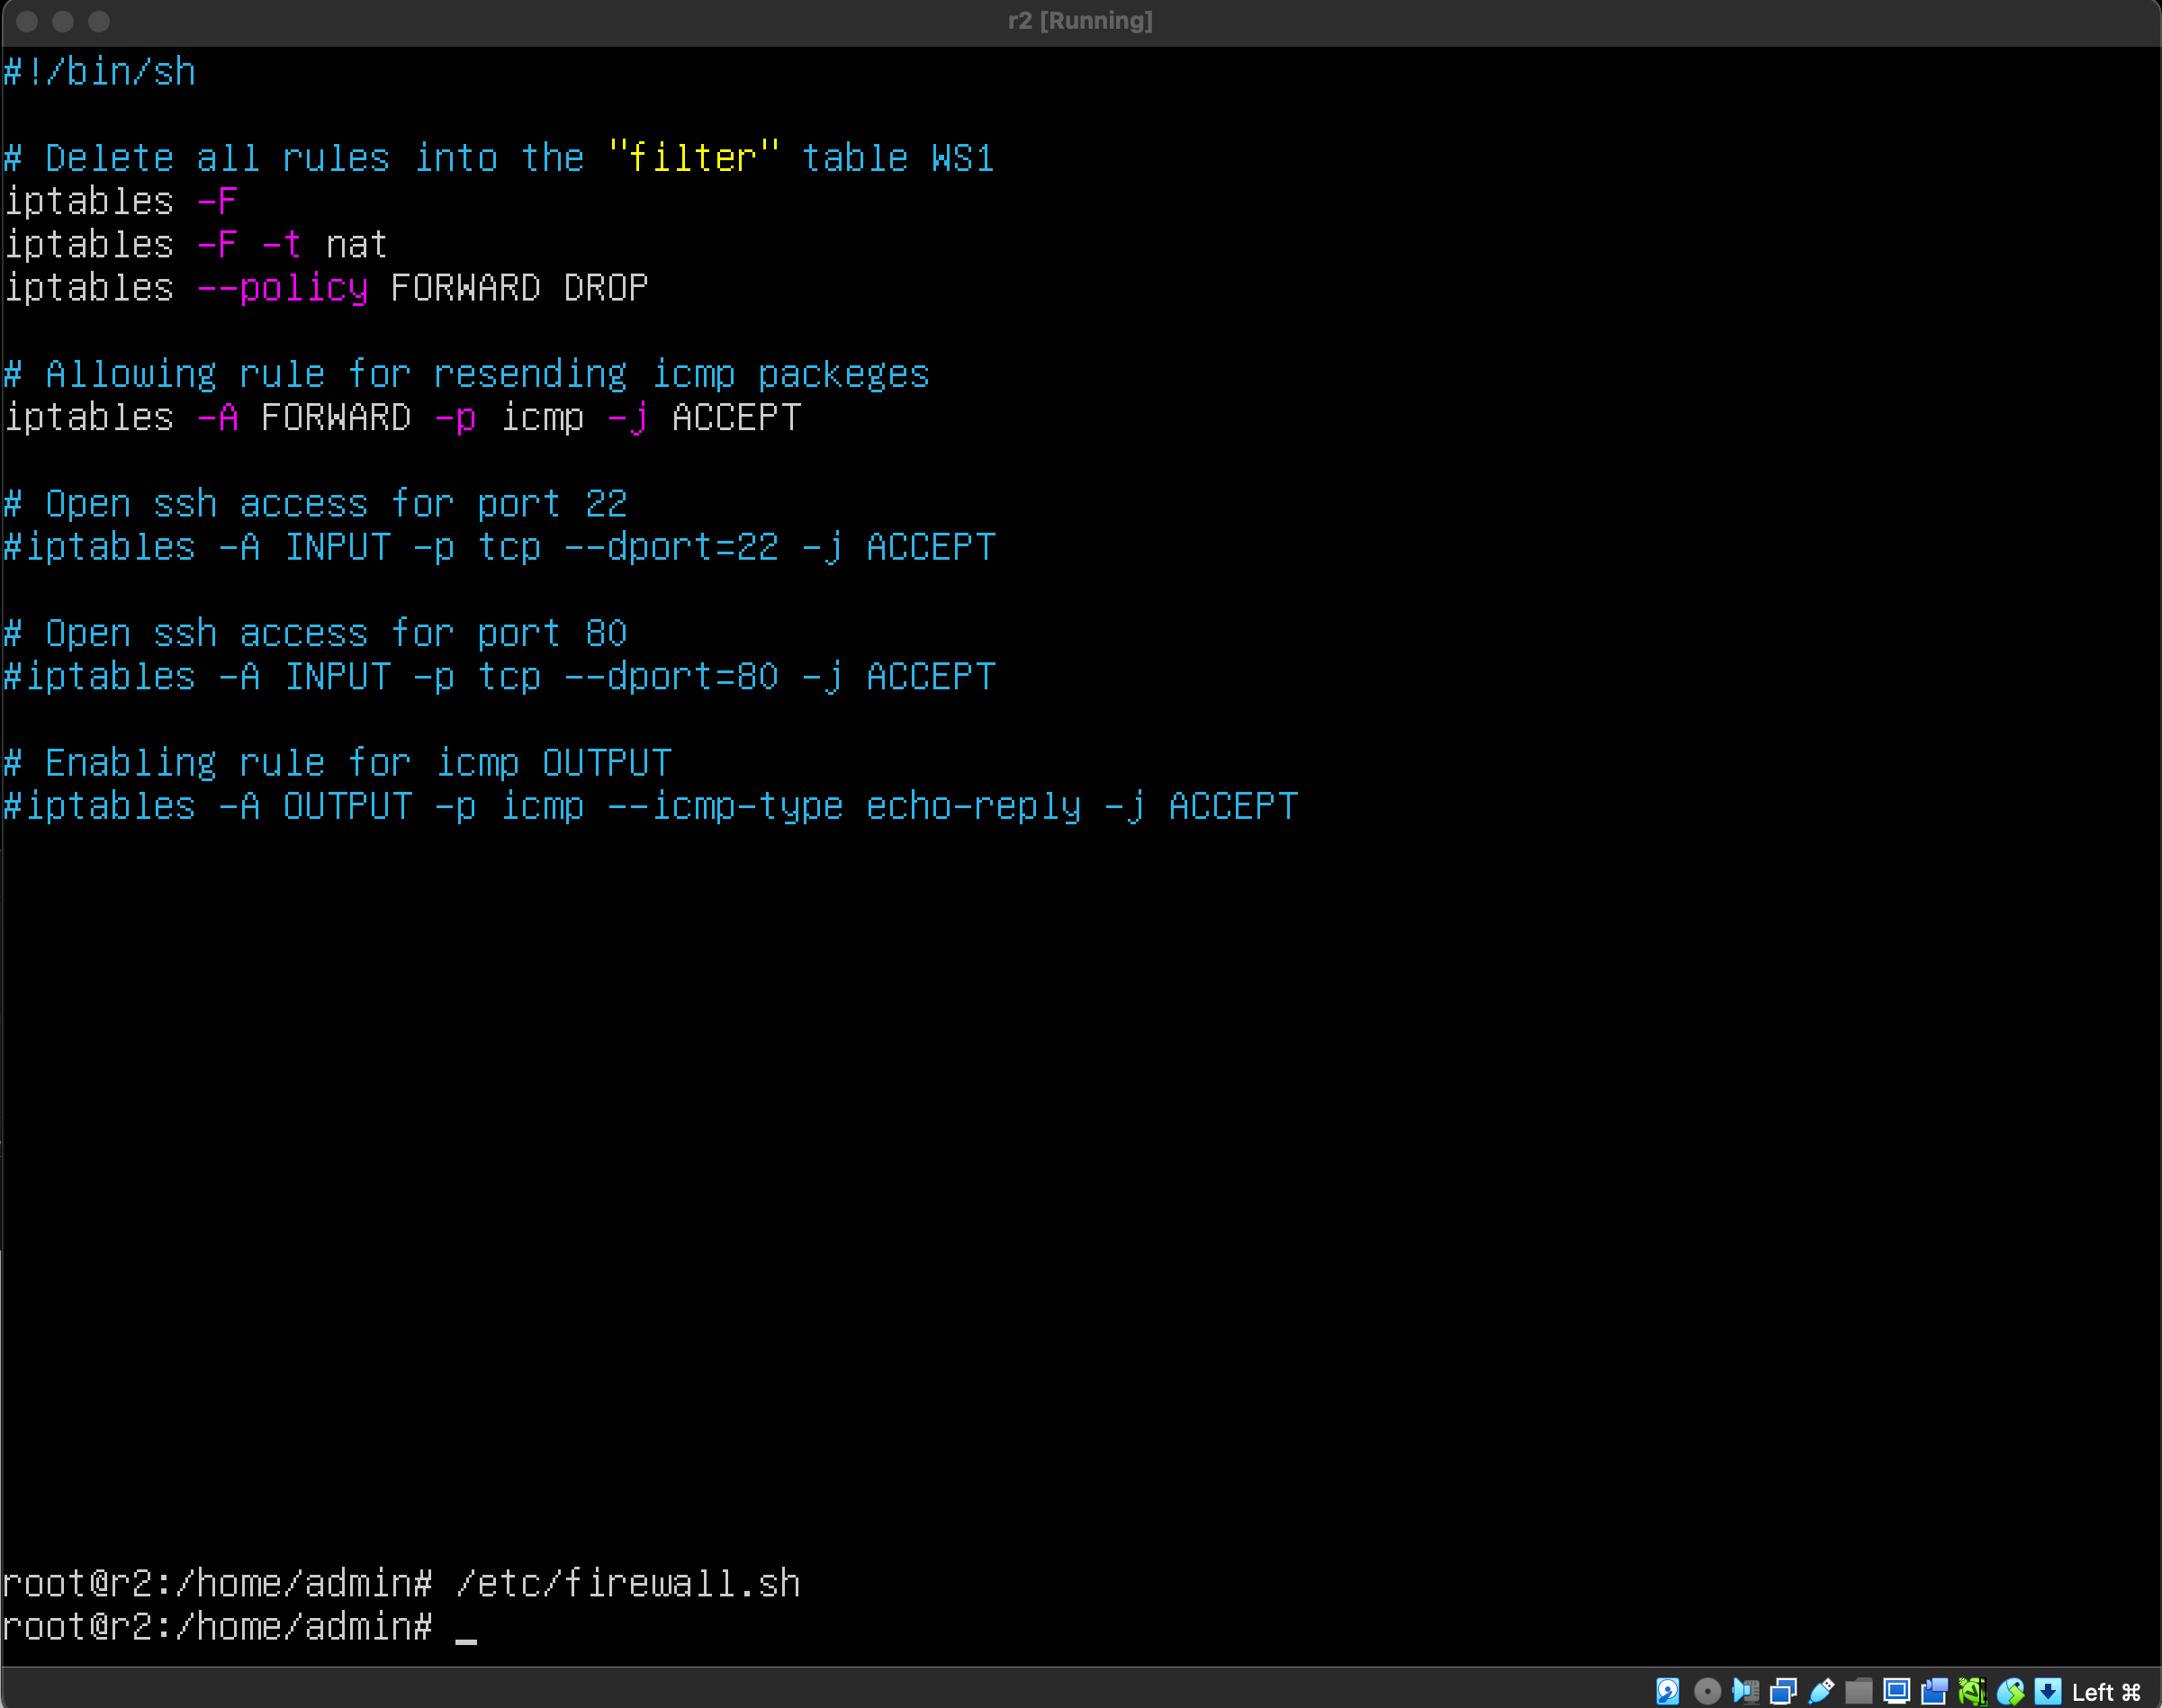 r2 [Running]
#!/bin/sh
# Delete all rules into the "filter" table WS1
iptables -F
iptables -F -t nat
iptables --policy FORWARD DROP
# Allowing rule for resending icmp packeges
iptables -A FORWARD -p icmp -j ACCEPT
# Open ssh access for port 22
#iptables -A INPUT -p tcp --dport=22 -j ACCEPT
# Open ssh access for port 80
#iptables -A INPUT -p tcp --dport=80 -j ACCEPT
# Enabling rule for icmp OUTPUT
#iptables -A OUTPUT -p icmp --icmp-type echo-reply -j ACCEPT
root@r2:/home/admin# /etc/firewall.sh
root@r2:/home/admin# _
Left ⌘